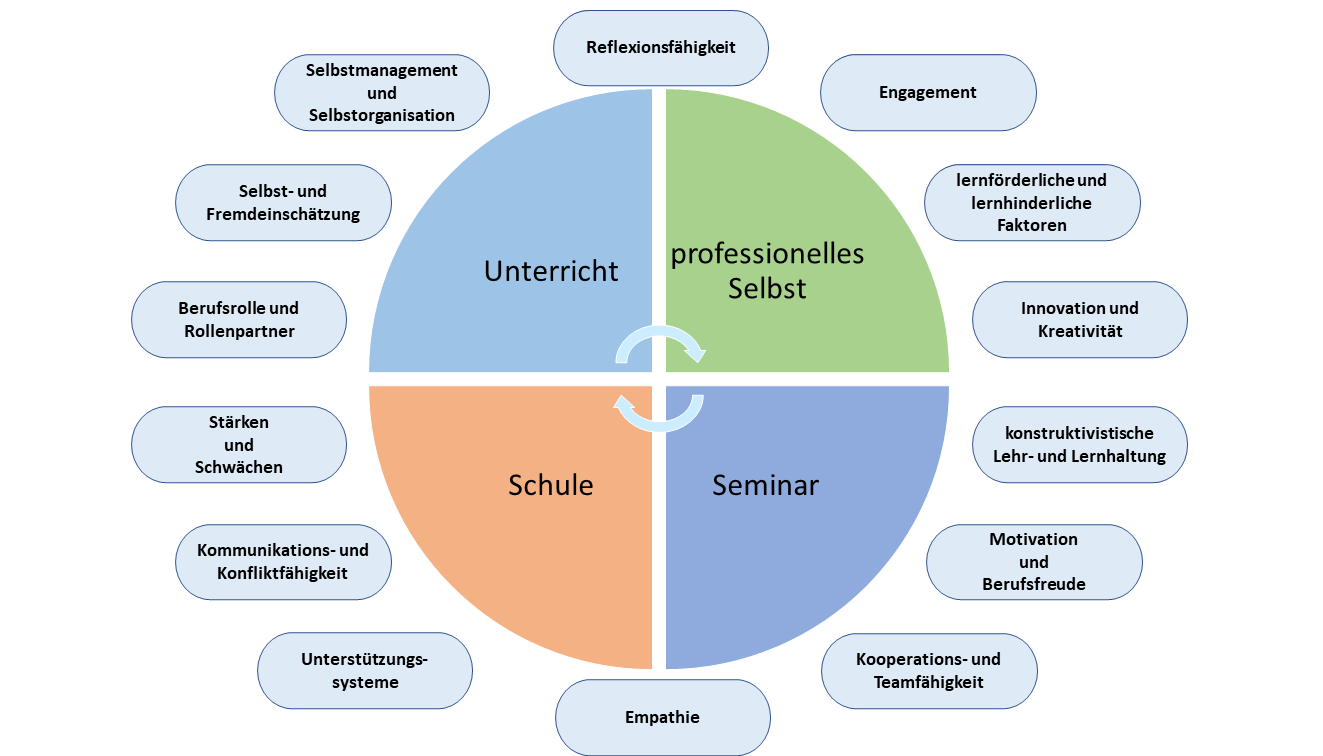 Reflexionsfähigkeit
Engagement
lernförderliche und
lernhinderliche
Faktoren
Innovation und
Kreativität
konstruktivistische
Lehr- und Lernhaltung
Motivation
und
Berufsfreude
Kooperations- und
Teamfähigkeit
Empathie
Unterstützungs-
systeme
Kommunikations- und
Konfliktfähigkeit
Stärken
und
Schwächen
Berufsrolle und
Rollenpartner
Selbst- und
Fremdeinschätzung
Selbstmanagement
und
Selbstorganisation
Unterricht
professionelles
Selbst
Schule
Seminar